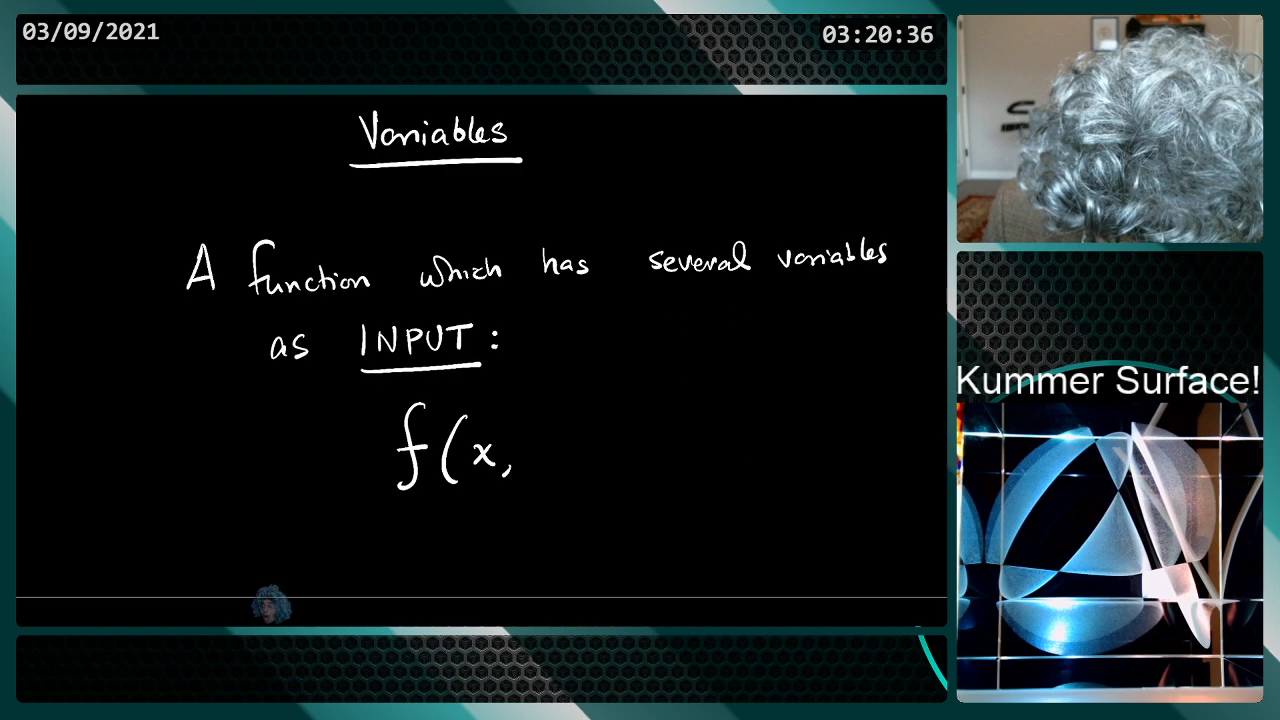 03/09/2021
03:20:36
Variables
A function which has several variables
as INPUT:
f(x,
Kummer Surface!